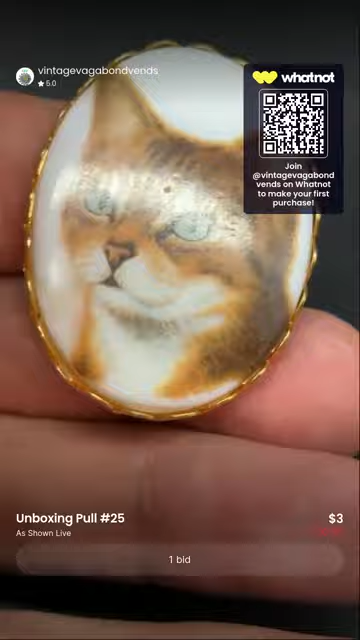 vintagevagabondvends
★ 5.0
whatnot
Join
@vintagevagabond
vends on Whatnot
to make your first
purchase!
Unboxing Pull #25
$3
As Shown Live
1 bid